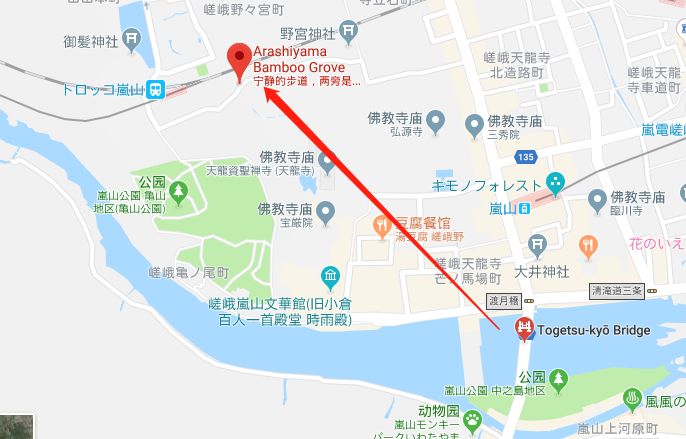 嵐山本町
嵯峨野々宮町
御髪神社
野宮神社
Arashiyama
Bamboo Grove
宁静的步道，两旁是...
トロッコ嵐山
嵯峨天龍寺
北造路町
嵯峨天龍
寺車道町
佛教寺庙
弘源寺
佛教寺庙
三秀院
嵐電嵯
135
佛教寺庙
天龍資聖禅寺 (天龍寺)
公园
嵐山公園 亀山
地区(亀山公園)
キモノフォレスト
嵐山
佛教寺庙
臨川寺
佛教寺庙
宝厳院
豆腐餐馆
湯豆腐 嵯峨野
花のいえ
嵯峨亀ノ尾町
嵯峨天龍寺
芒ノ馬場町
大井神社
嵯峨嵐山文華館(旧小倉
百人一首殿堂 時雨殿)
渡月橋
清滝道三条
Togetsu-kyō Bridge
公园
嵐山公園 中之島地区
風風の
动物园
嵐山モンキー
パークいわたやま
嵐山上河原町